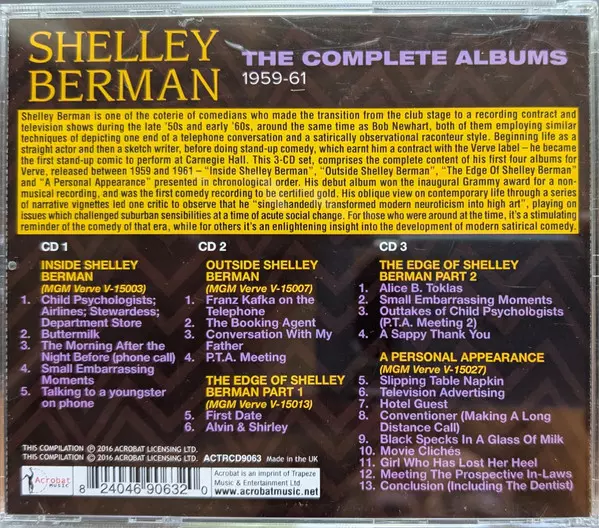 SHELLEY
BERMAN
THE COMPLETE ALBUMS
1959-61
Shelley Berman is one of the coterie of comedians who made the transition from the club stage to a recording contract and
television shows during the late '50s and early '60s, around the same time as Bob Newhart, both of them employing similar
techniques of depicting one end of a telephone conversation and a satirically observational raconteur style. Beginning life as a
straight actor and then a sketch writer, before doing stand-up comedy, which earnt him a contract with the Verve label – he became
the first stand-up comic to perform at Carnegie Hall. This 3-CD set, comprises the complete content of his first four albums for
Verve, released between 1959 and 1961 – "Inside Shelley Berman", "Outside Shelley Berman", "The Edge Of Shelley Berman"
and "A Personal Appearance" presented in chronological order. His debut album won the inaugural Grammy award for a non-
musical recording, and was the first comedy recording to be certified gold. His oblique view on contemporary life through a series
of narrative vignettes led one critic to observe that he "singlehandedly transformed modern neuroticism into high art", playing on
issues which challenged suburban sensibilities at a time of acute social change. For those who were around at the time, it's a stimulating
reminder of the comedy of that era, while for others it's an enlightening insight into the development of modern satirical comedy.
CD 1
INSIDE SHELLEY
BERMAN
(MGM Verve V-15003)
1. Child Psychologists;
Airlines; Stewardess;
Department Store
2. Buttermilk
3. The Morning After the
Night Before (phone call)
4. Small Embarrassing
Moments
5. Talking to a youngster
on phone
CD 2
OUTSIDE SHELLEY
BERMAN
(MGM Verve V-15007)
1. Franz Kafka on the
Telephone
2. The Booking Agent
3. Conversation With My
Father
4. P.T.A. Meeting
THE EDGE OF SHELLEY
BERMAN PART 1
(MGM Verve V-15013)
5. First Date
6. Alvin & Shirley
CD 3
THE EDGE OF SHELLEY
BERMAN PART 2
1. Alice B. Toklas
2. Small Embarrassing Moments
3. Outtakes of Child Psychologists
(P.T.A. Meeting 2)
4. A Sappy Thank You
A PERSONAL APPEARANCE
(MGM Verve V-15027)
5. Slipping Table Napkin
6. Television Advertising
7. Hotel Guest
8. Conventioner (Making A Long
Distance Call)
9. Black Specks In A Glass Of Milk
10. Movie Clichés
11. Girl Who Has Lost Her Heel
12. Meeting The Prospective In-Laws
13. Conclusion (Including The Dentist)
THIS COMPILATION ℗ 2016 ACROBAT LICENSING LTD.
THIS COMPILATION © 2016 ACROBAT LICENSING LTD.
ACTRCD9063 Made in the UK
Acrobat
MUSIC
8 24046 90632 0
Acrobat is an imprint of Trapeze
Music & Entertainment Limited
www.acrobatmusic.net